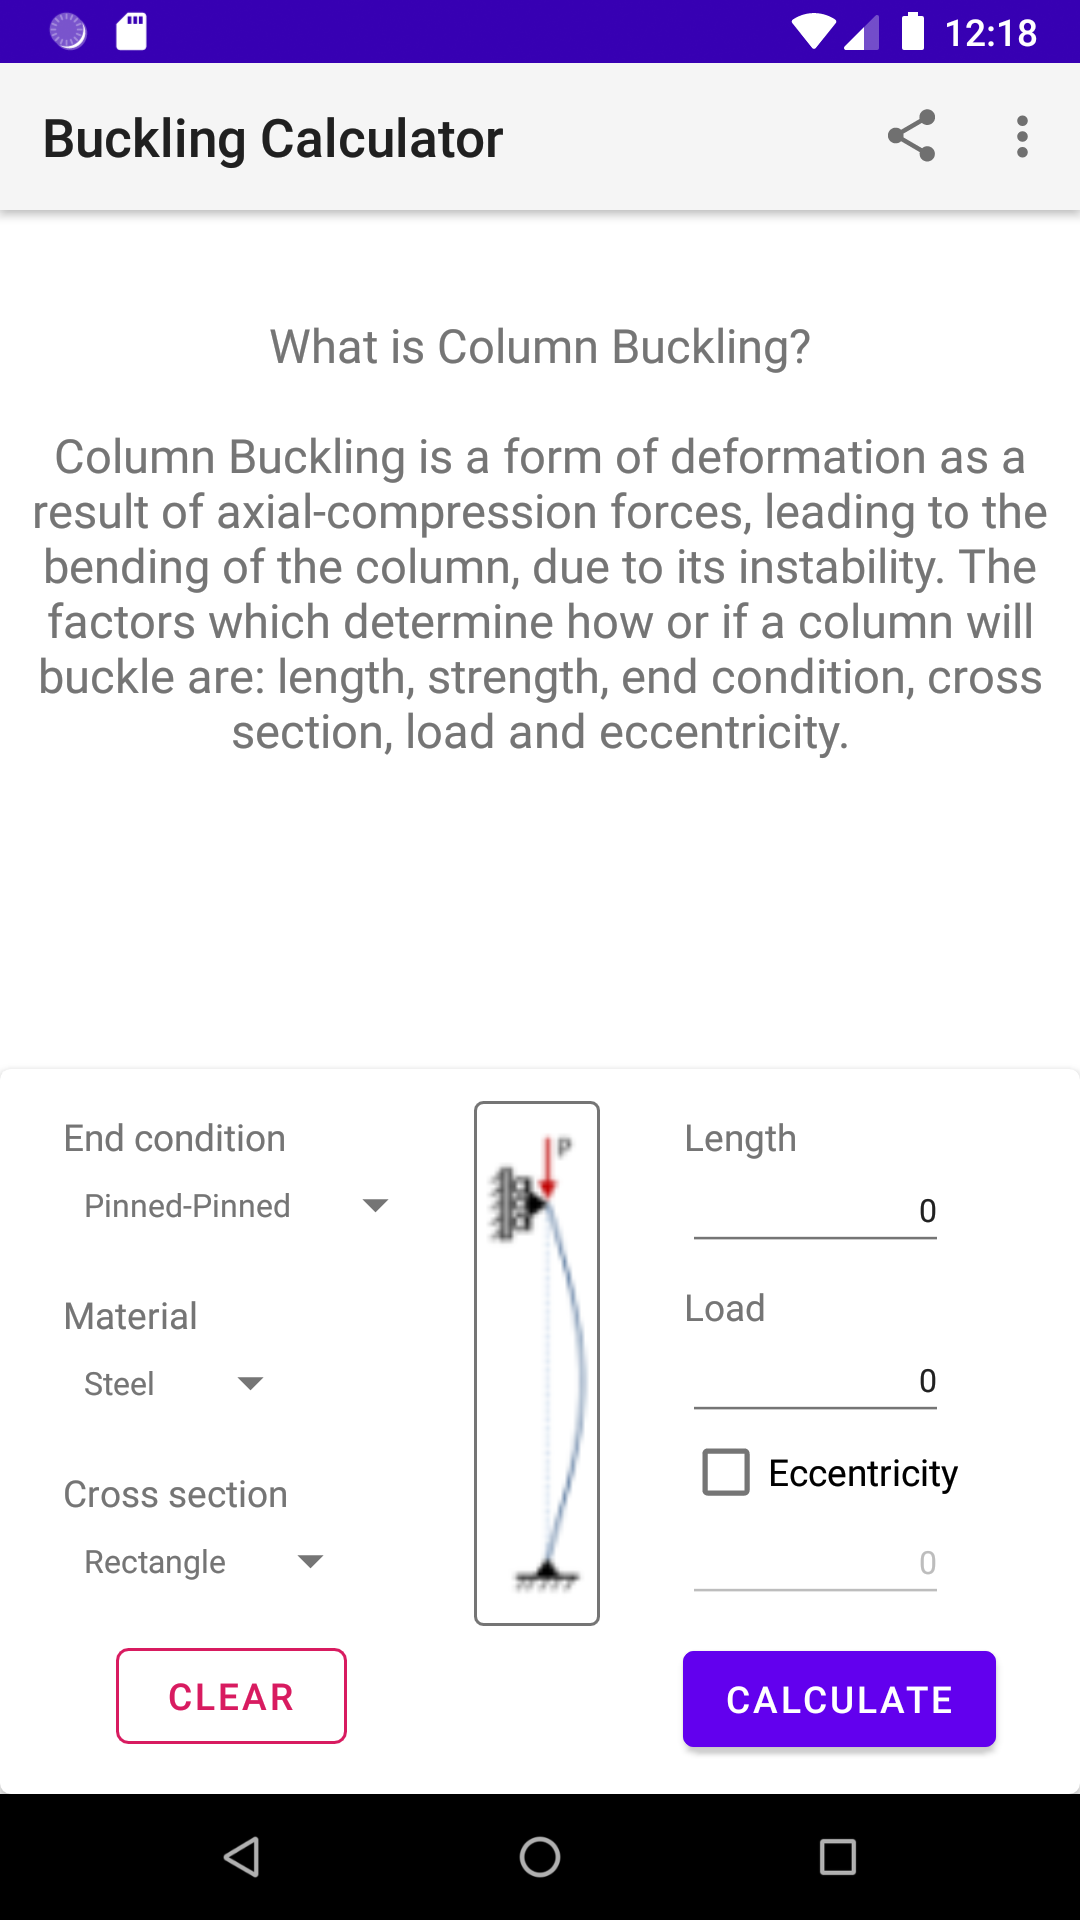 12:18
Buckling Calculator
What is Column Buckling?
Column Buckling is a form of deformation as a
result of axial-compression forces, leading to the
bending of the column, due to its instability. The
factors which determine how or if a column will
buckle are: length, strength, end condition, cross
section, load and eccentricity.
End condition
Pinned-Pinned
Material
Steel
Cross section
Rectangle
CLEAR
P
Length
0
Load
0
Eccentricity
0
CALCULATE